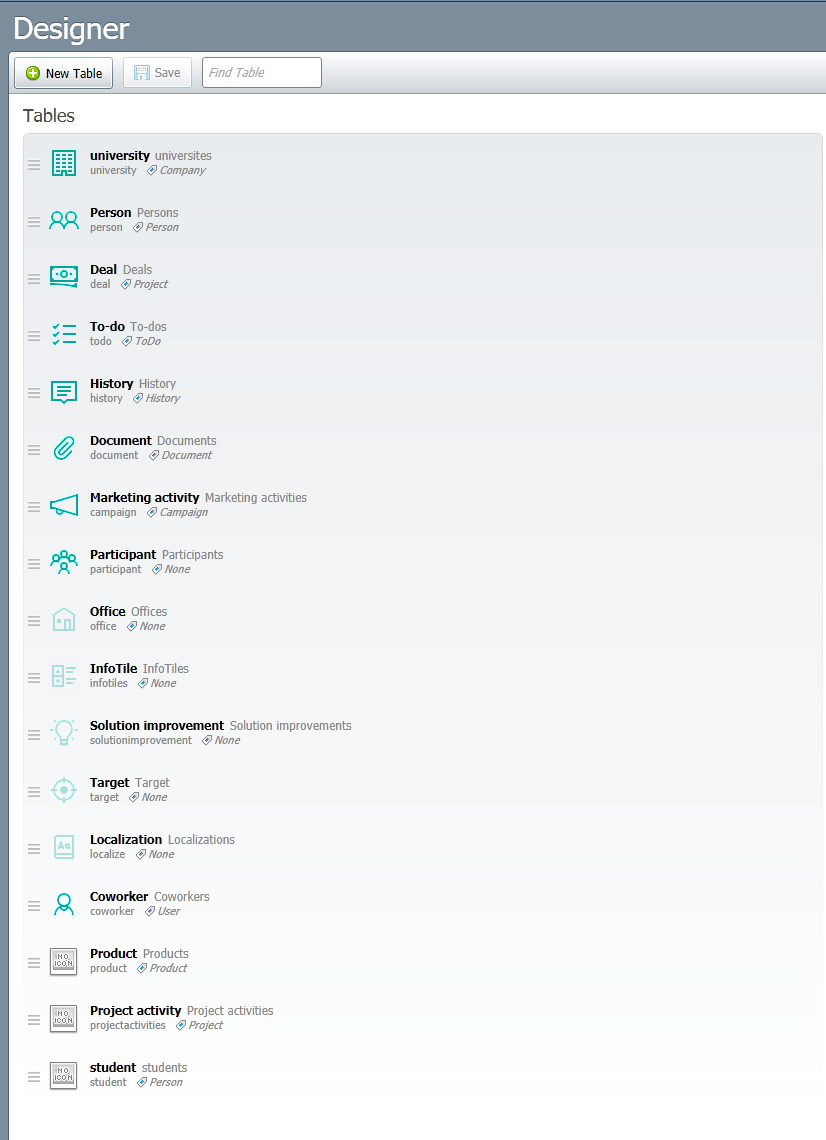 Designer
New Table Save Find Table
Tables
university universites
university Company
Person Persons
person Person
Deal Deals
deal Project
To-do To-dos
todo ToDo
History History
history History
Document Documents
document Document
Marketing activity Marketing activities
campaign Campaign
Participant Participants
participant None
Office Offices
office None
InfoTile InfoTiles
infotiles None
Solution improvement Solution improvements
solutionimprovement None
Target Target
target None
Aα Localization Localizations
localize None
Coworker Coworkers
coworker User
NO ICON Product Products
product Product
NO ICON Project activity Project activities
projectactivities Project
NO ICON student students
student Person